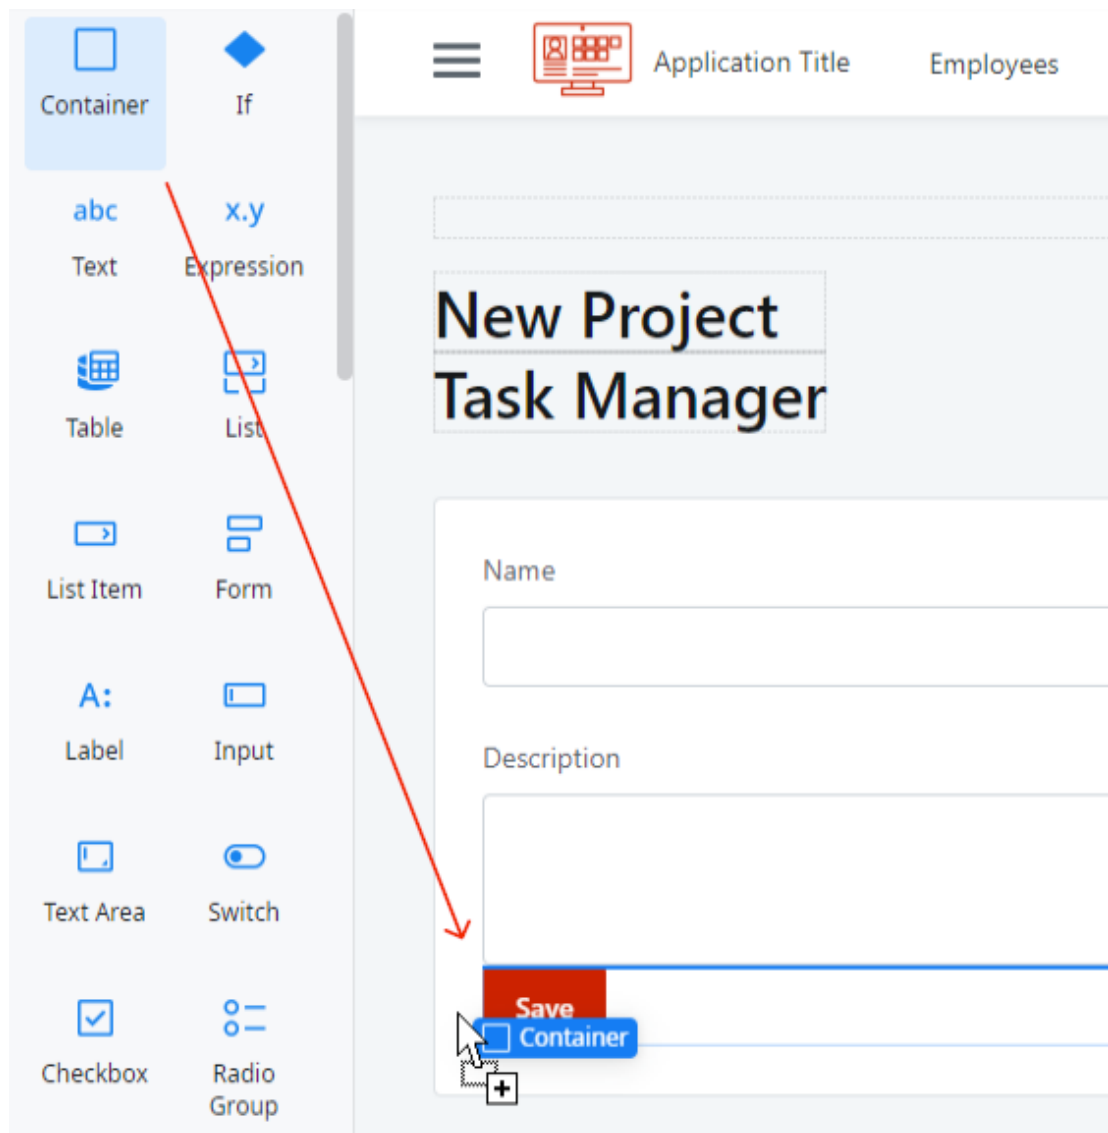 Container
If
abc
x.y
Text
Expression
Table
List
List Item
Form
A:
Label
Input
Text Area
Switch
Checkbox
Radio
Group
Application Title
Employees
New Project
Task Manager
Name
Description
Save
Container